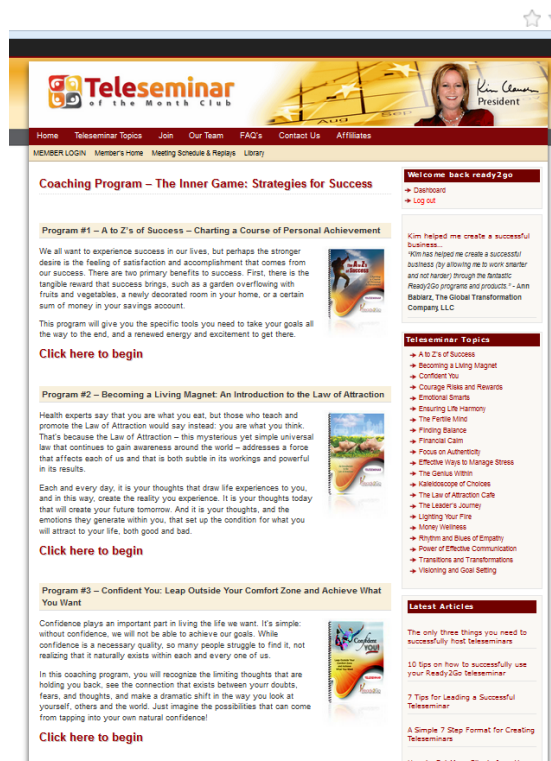 Teleseminar
of the Month Club
Aug
Sep
Kim Clausen
President
Home Teleseminar Topics Join Our Team FAQ's Contact Us Affiliates
MEMBER LOGIN Member's Home Meeting Schedule & Replays Library
Coaching Program – The Inner Game: Strategies for Success
Program #1 – A to Z's of Success – Charting a Course of Personal Achievement
We all want to experience success in our lives, but perhaps the stronger
desire is the feeling of satisfaction and accomplishment that comes from
our success. There are two primary benefits to success. First, there is the
tangible reward that success brings, such as a garden overflowing with
fruits and vegetables, a newly decorated room in your home, or a certain
sum of money in your savings account.
This program will give you the specific tools you need to take your goals all
the way to the end, and a renewed energy and excitement to get there.
Click here to begin
Program #2 – Becoming a Living Magnet: An Introduction to the Law of Attraction
Health experts say that you are what you eat, but those who teach and
promote the Law of Attraction would say instead: you are what you think.
That's because the Law of Attraction – this mysterious yet simple universal
law that continues to gain awareness around the world – addresses a force
that affects each of us and that is both subtle in its workings and powerful
in its results.
Each and every day, it is your thoughts that draw life experiences to you,
and in this way, create the reality you experience. It is your thoughts today
that will create your future tomorrow. And it is your thoughts, and the
emotions they generate within you, that set up the condition for what you
will attract to your life, both good and bad.
Click here to begin
Program #3 – Confident You: Leap Outside Your Comfort Zone and Achieve What
You Want
Confidence plays an important part in living the life we want. It's simple:
without confidence, we will not be able to achieve our goals. While
confidence is a necessary quality, so many people struggle to find it, not
realizing that it naturally exists within each and every one of us.
In this coaching program, you will recognize the limiting thoughts that are
holding you back, see the connection that exists between yourr doubts,
fears, and thoughts, and make a dramatic shift in the way you look at
yourself, others and the world. Just imagine the possibilities that can come
from tapping into your own natural confidence!
Click here to begin
The A to Zs
of Success
Confident
YOU!
Welcome back ready2go
Dashboard
Log out
Kim helped me create a successful
business...
"Kim has helped me create a successful
business (by allowing me to work smarter
and not harder) through the fantastic
Ready2Go programs and products." - Ann
Bablarz, The Global Transformation
Company, LLC
Teleseminar Topics
A to Z's of Success
Becoming a Living Magnet
Confident You
Courage Risks and Rewards
Emotional Smarts
Ensuring Life Harmony
The Fertile Mind
Finding Balance
Financial Calm
Focus on Authenticity
Effective Ways to Manage Stress
The Genius Within
Kaleidoscope of Choices
The Law of Attraction Cafe
The Leader's Journey
Lighting Your Fire
Money Wellness
Rhythm and Blues of Empathy
Power of Effective Communication
Transitions and Transformations
Visioning and Goal Setting
Latest Articles
The only three things you need to
successfully host teleseminars
10 tips on how to successfully use
your Ready2Go teleseminar
7 Tips for Leading a Successful
Teleseminar
A Simple 7 Step Format for Creating
Teleseminars